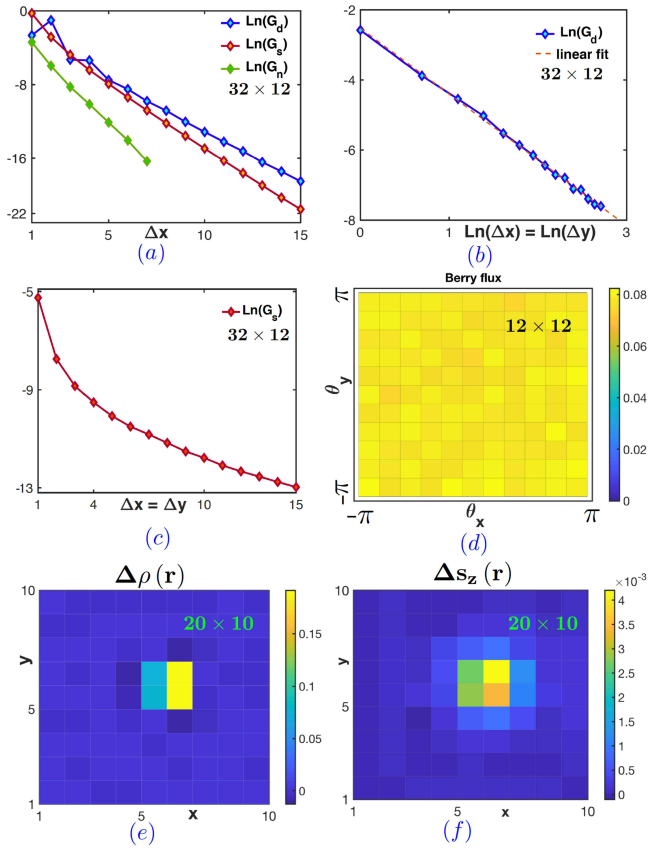 0
-8
-16
-22
1
5
10
15
Δx
Ln(G_d)
Ln(G_s)
Ln(G_n)
32 × 12
(a)
-2
-4
-6
-8
0
1
3
Ln(Δx) = Ln(Δy)
Ln(G_d)
linear fit
32 × 12
(b)
-5
-9
-13
1
4
10
15
Δx = Δy
Ln(G_s)
32 × 12
(c)
Berry flux
π
θ_y
-π
-π
θ_x
π
12 × 12
0.08
0.06
0.04
0.02
0
(d)
Δρ (r)
10
y
5
1
1
5
x
10
20 × 10
0.15
0.1
0.05
0
(e)
Δs_z (r)
10
y
5
1
1
5
x
10
20 × 10
×10⁻³
4
3.5
3
2.5
2
1.5
1
0.5
0
(f)